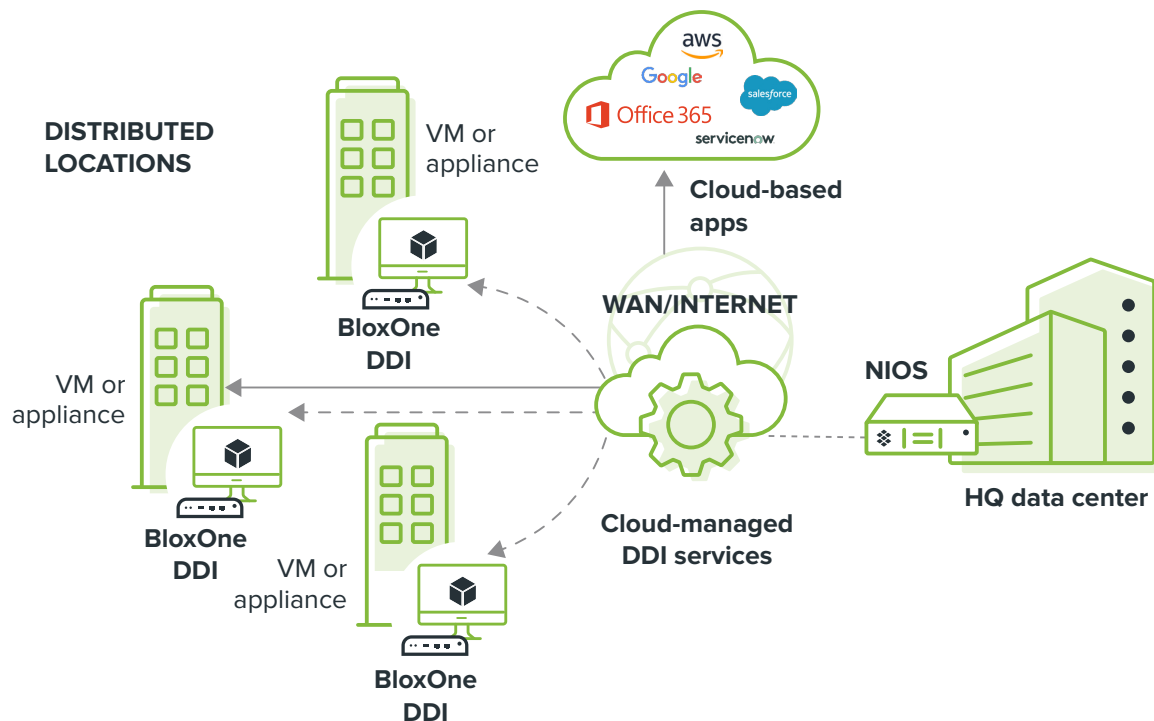 DISTRIBUTED
LOCATIONS
VM or
appliance
BloxOne
DDI
aws
Google
Office 365
salesforce
servicenow
Cloud-based
apps
WAN/INTERNET
VM or
appliance
BloxOne
DDI
VM or
appliance
BloxOne
DDI
Cloud-managed
DDI services
NIOS
HQ data center